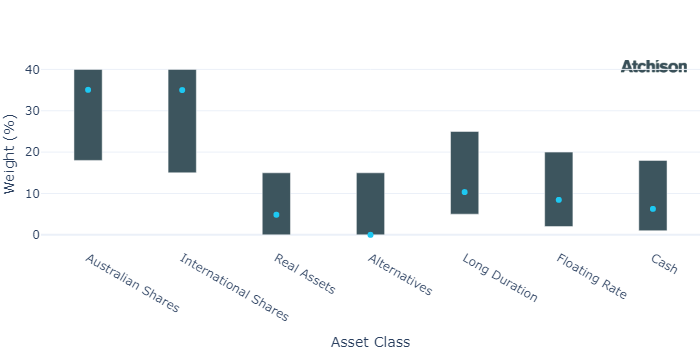 Atchison
Weight (%)
40
30
20
10
0
Australian Shares
International Shares
Real Assets
Alternatives
Long Duration
Floating Rate
Cash
Asset Class